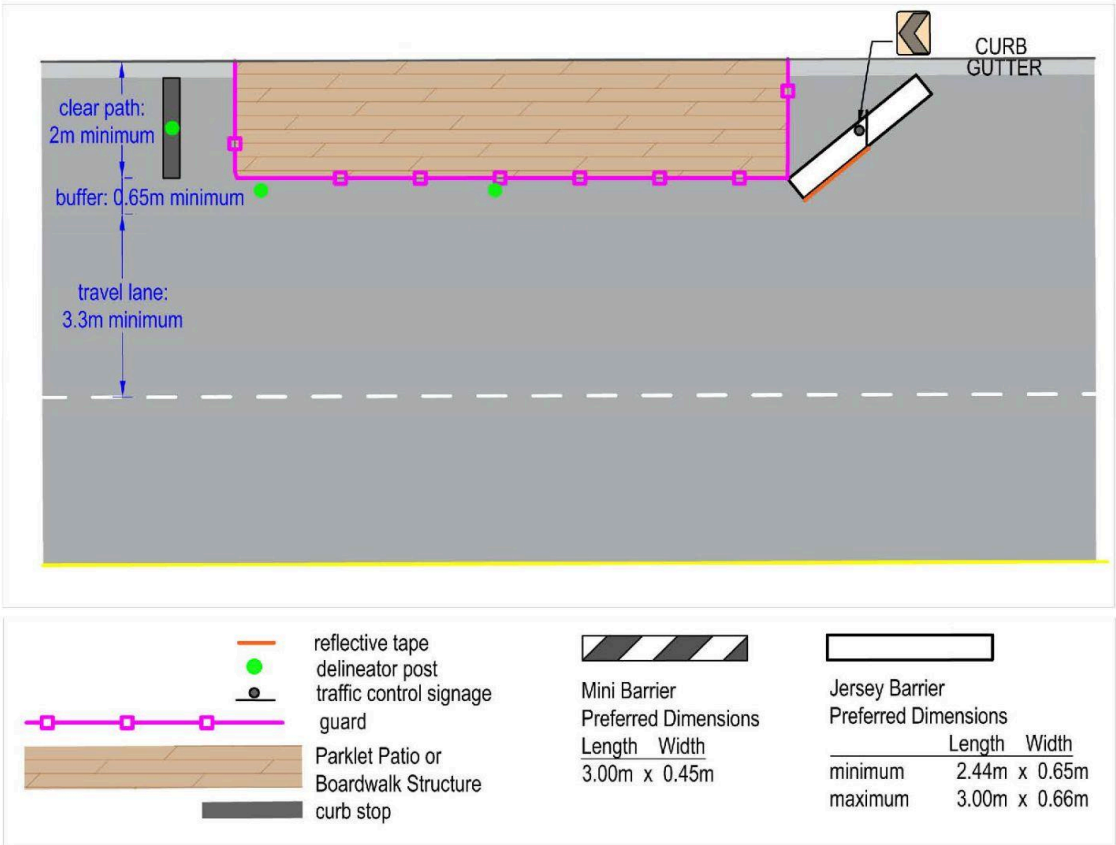 CURB
GUTTER
clear path:
2m minimum
buffer: 0.65m minimum
travel lane:
3.3m minimum
reflective tape
delineator post
traffic control signage
guard
Parklet Patio or
Boardwalk Structure
curb stop
Mini Barrier
Preferred Dimensions
Length Width
3.00m x 0.45m
Jersey Barrier
Preferred Dimensions
Length Width
minimum 2.44m x 0.65m
maximum 3.00m x 0.66m